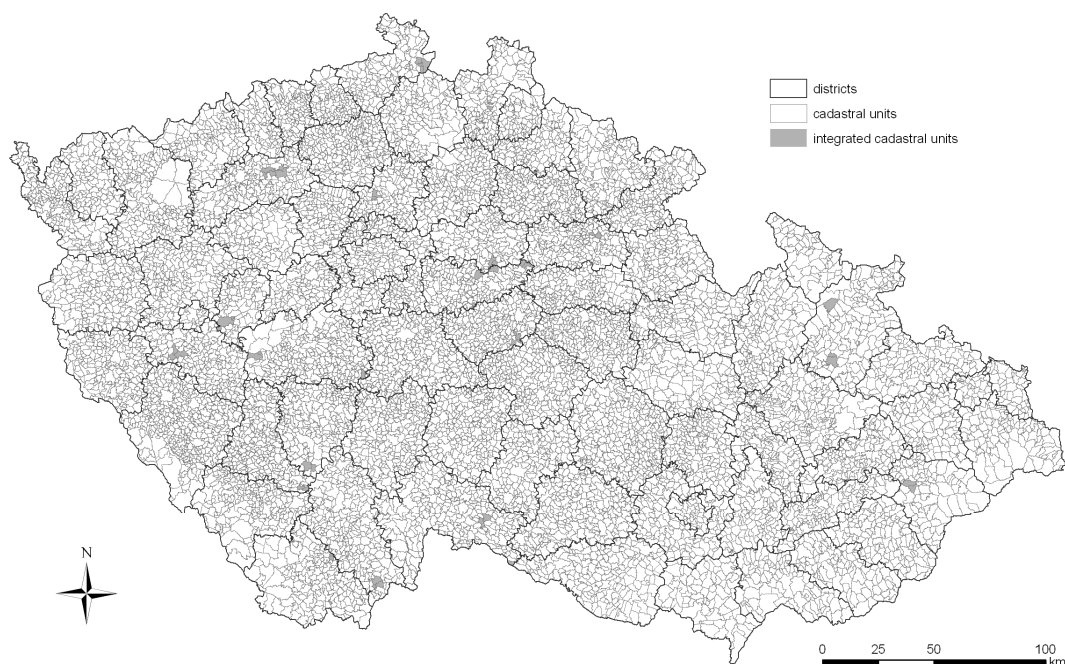 districts
cadastral units
integrated cadastral units
N
0 25 50 100
km